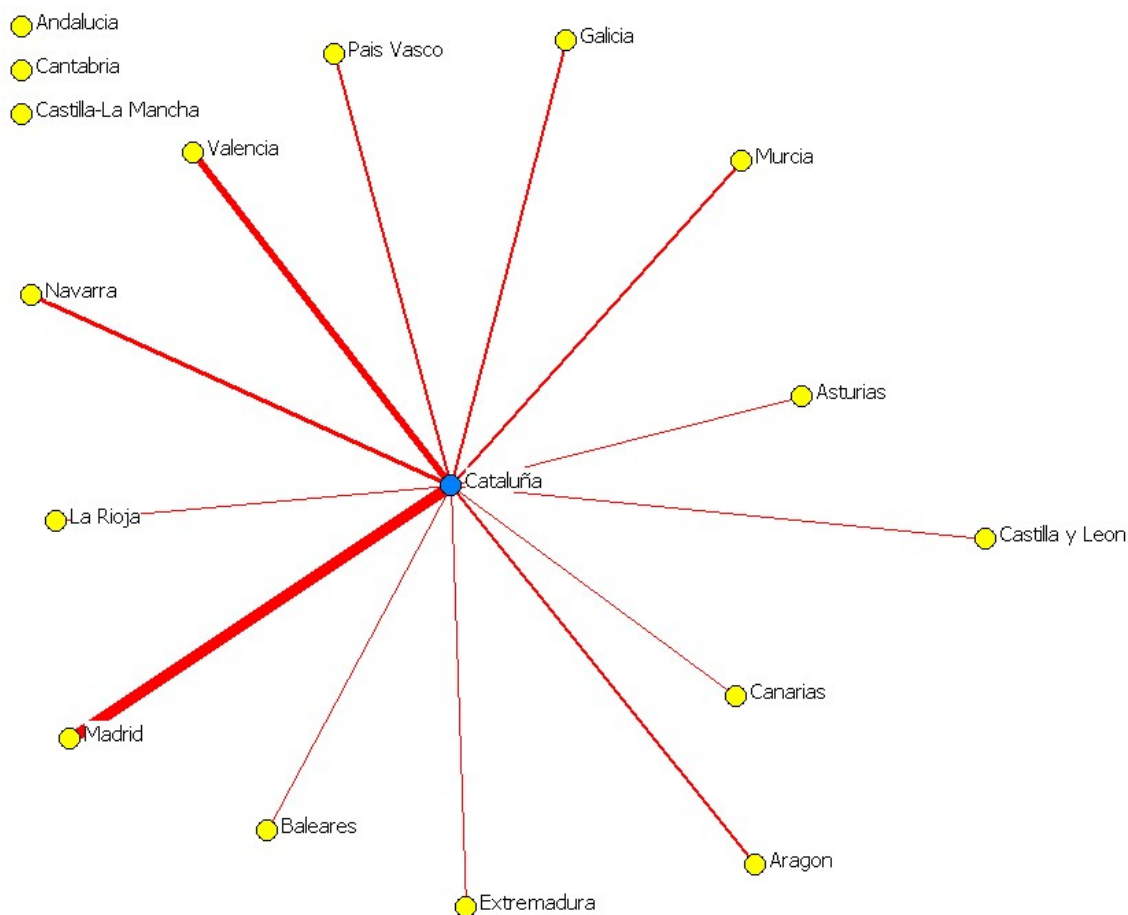 Andalucia
Pais Vasco
Galicia
Cantabria
Castilla-La Mancha
Valencia
Murcia
Navarra
Asturias
Cataluña
La Rioja
Castilla y Leon
Canarias
Madrid
Baleares
Aragon
Extremadura